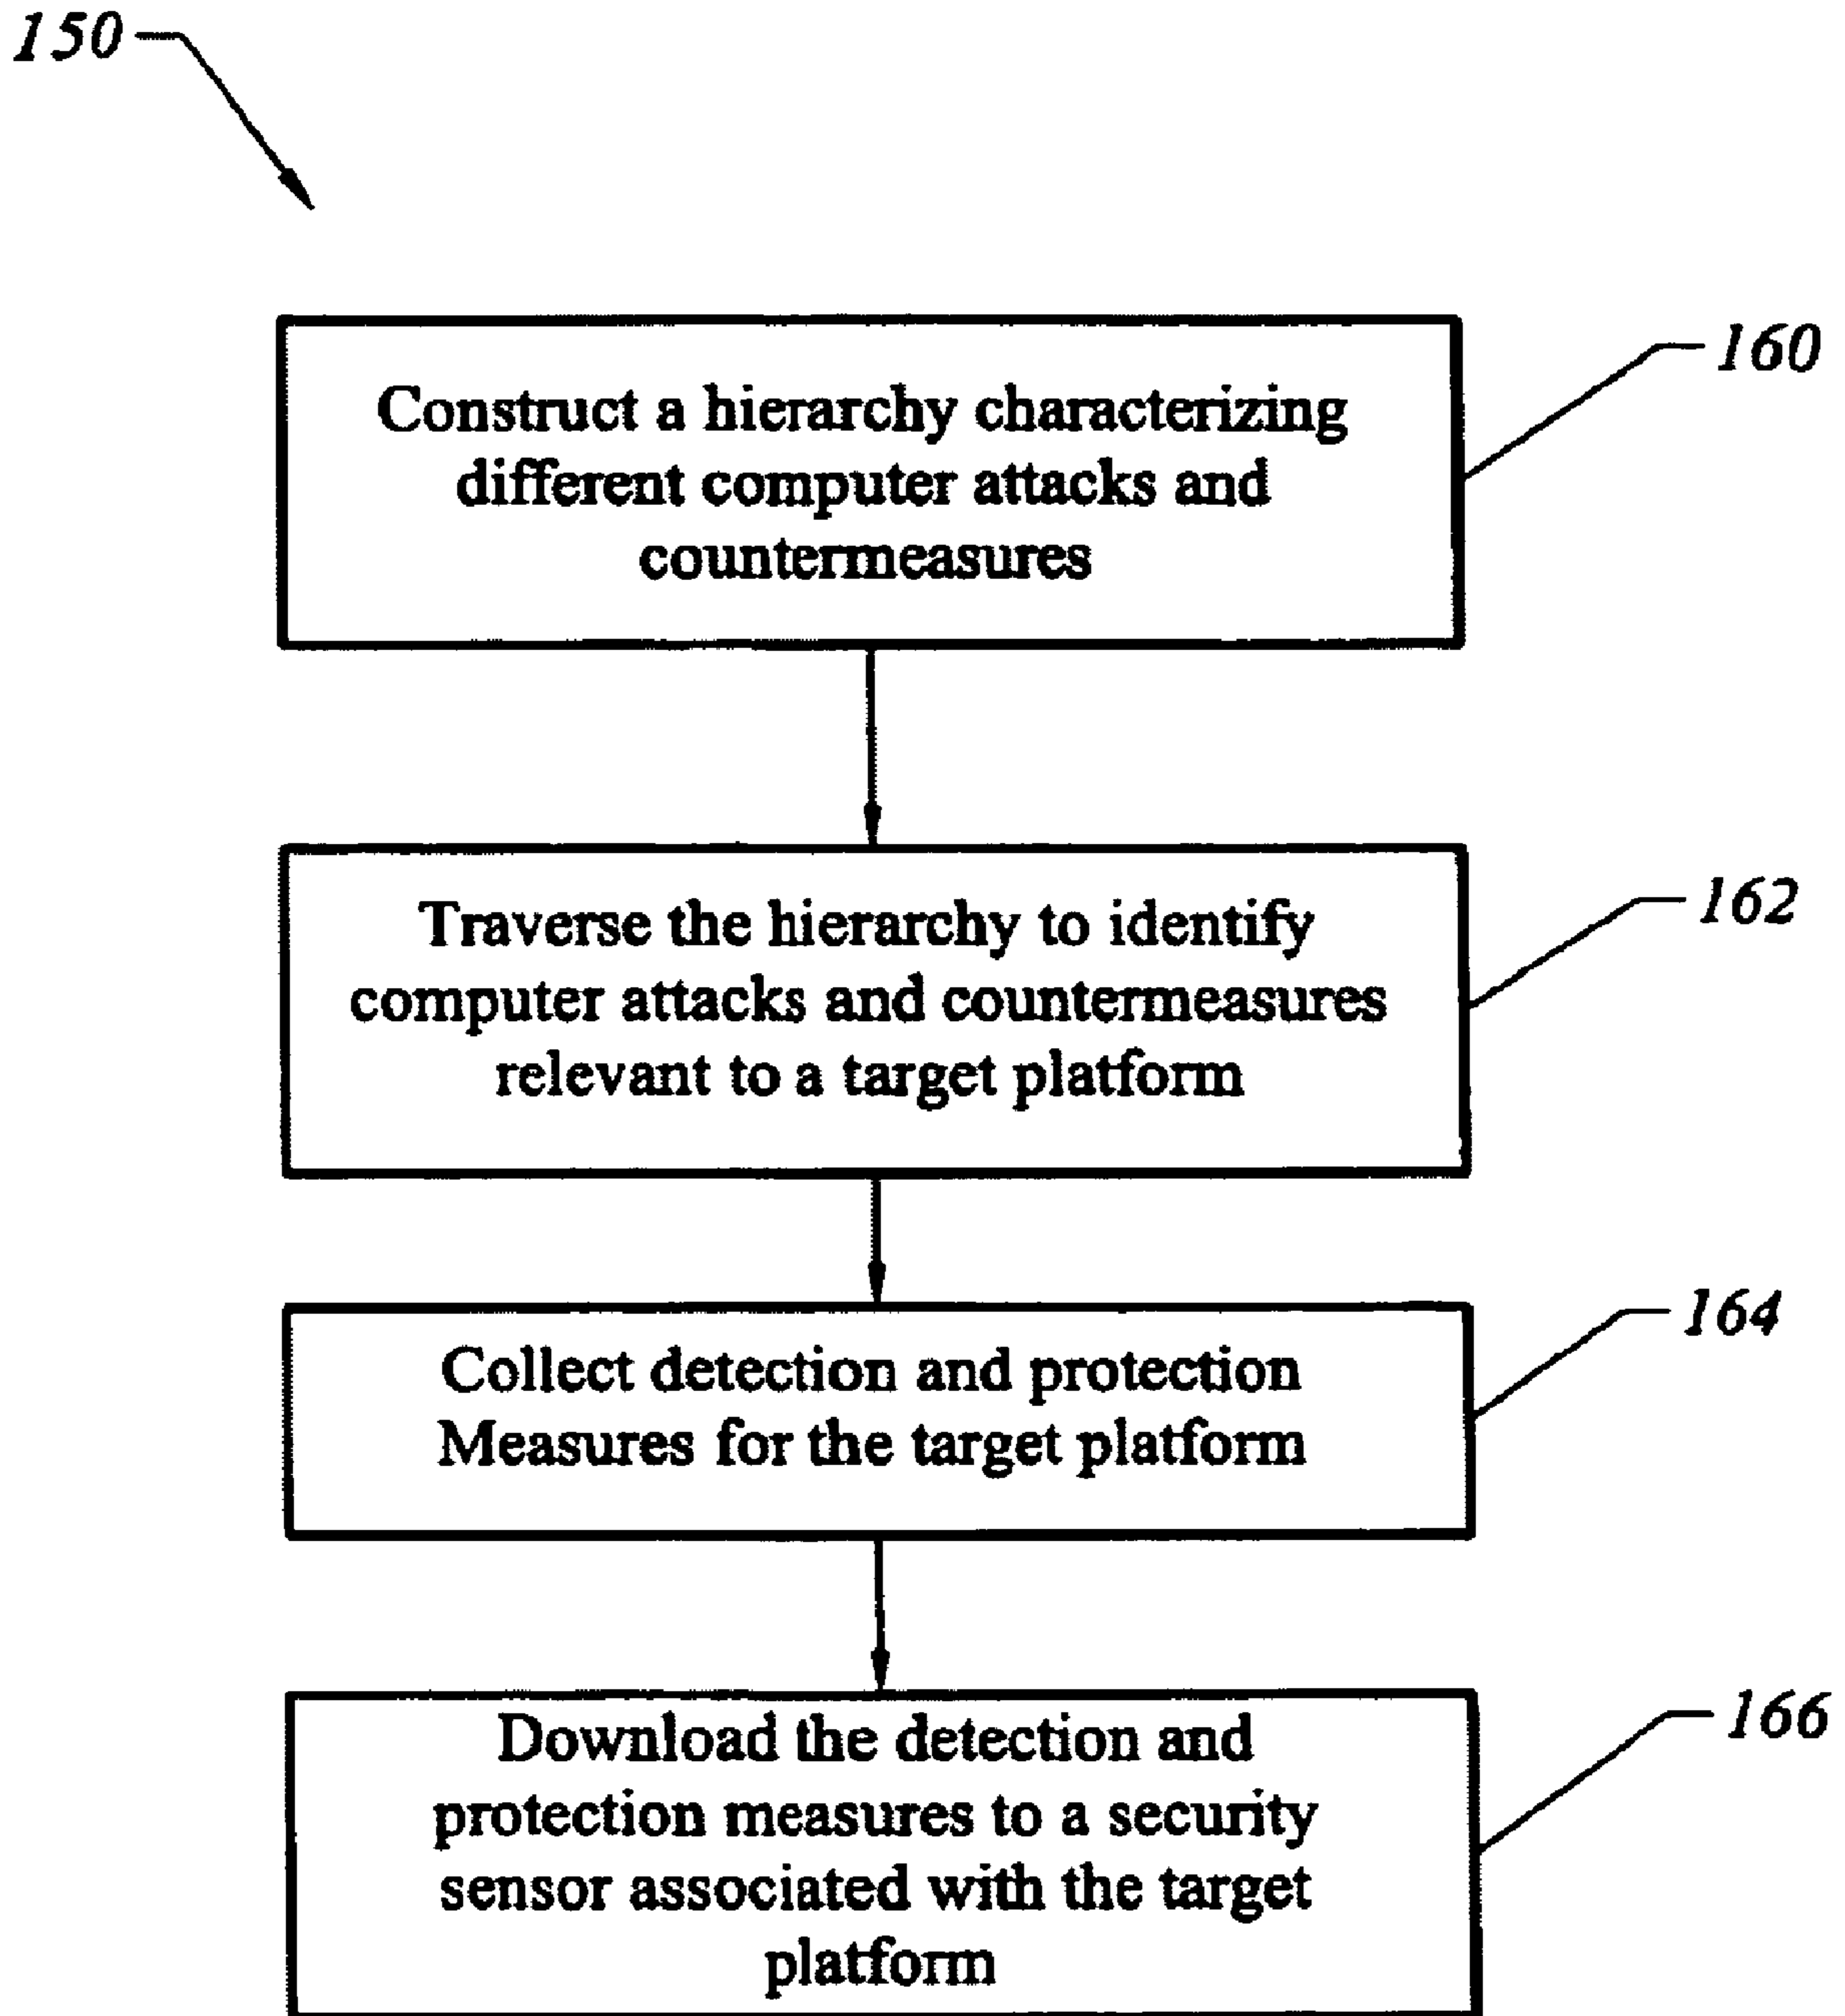 150
160
Construct a hierarchy characterizing
different computer attacks and
countermeasures
162
Traverse the hierarchy to identify
computer attacks and countermeasures
relevant to a target platform
164
Collect detection and protection
Measures for the target platform
166
Download the detection and
protection measures to a security
sensor associated with the target
platform